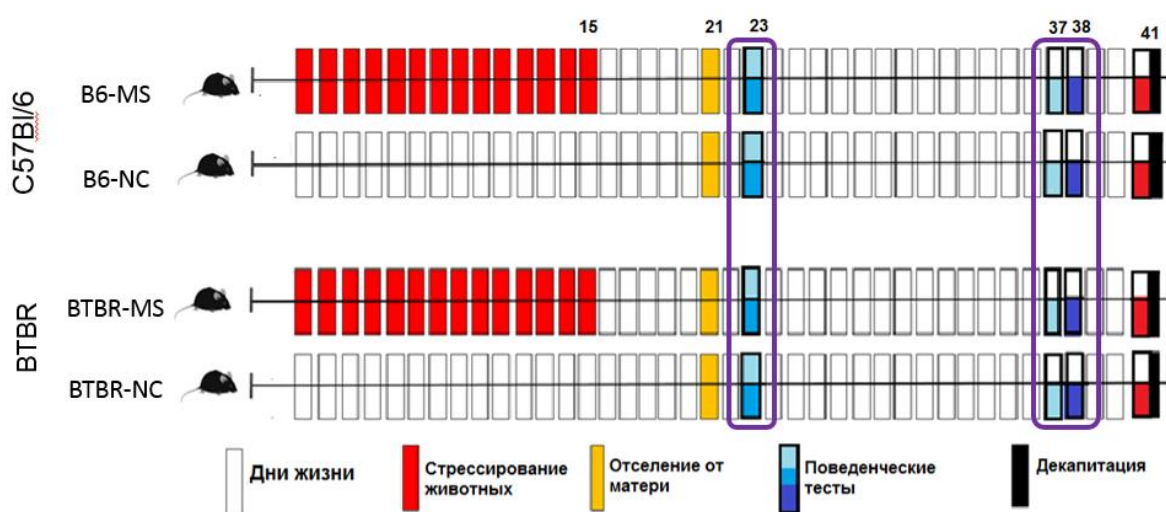 15 21 23 37 38 41
C57Bl/6
B6-MS
B6-NC
BTBR
BTBR-MS
BTBR-NC
Дни жизни
Стрессирование
животных
Отселение от
матери
Поведенческие
тесты
Декапитация